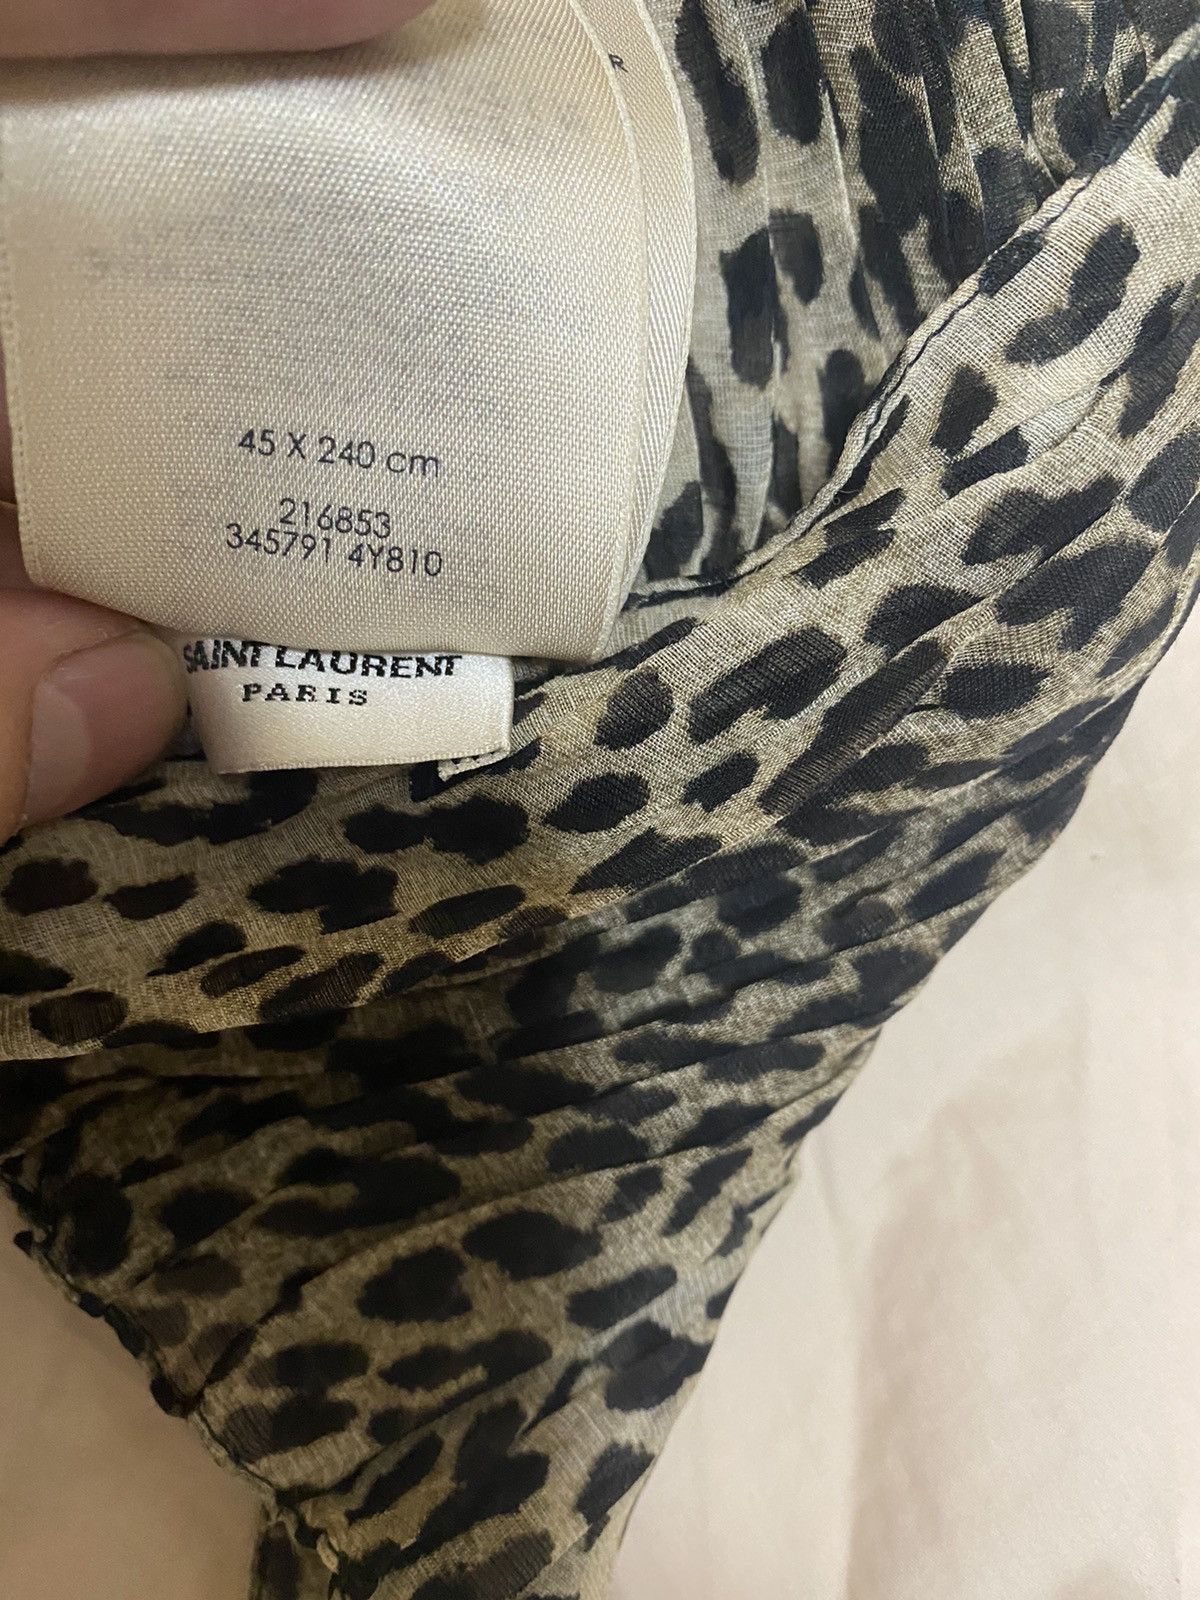 R
45 X 240 cm
216853
345791 4Y810
SAINT LAURENT
PARIS